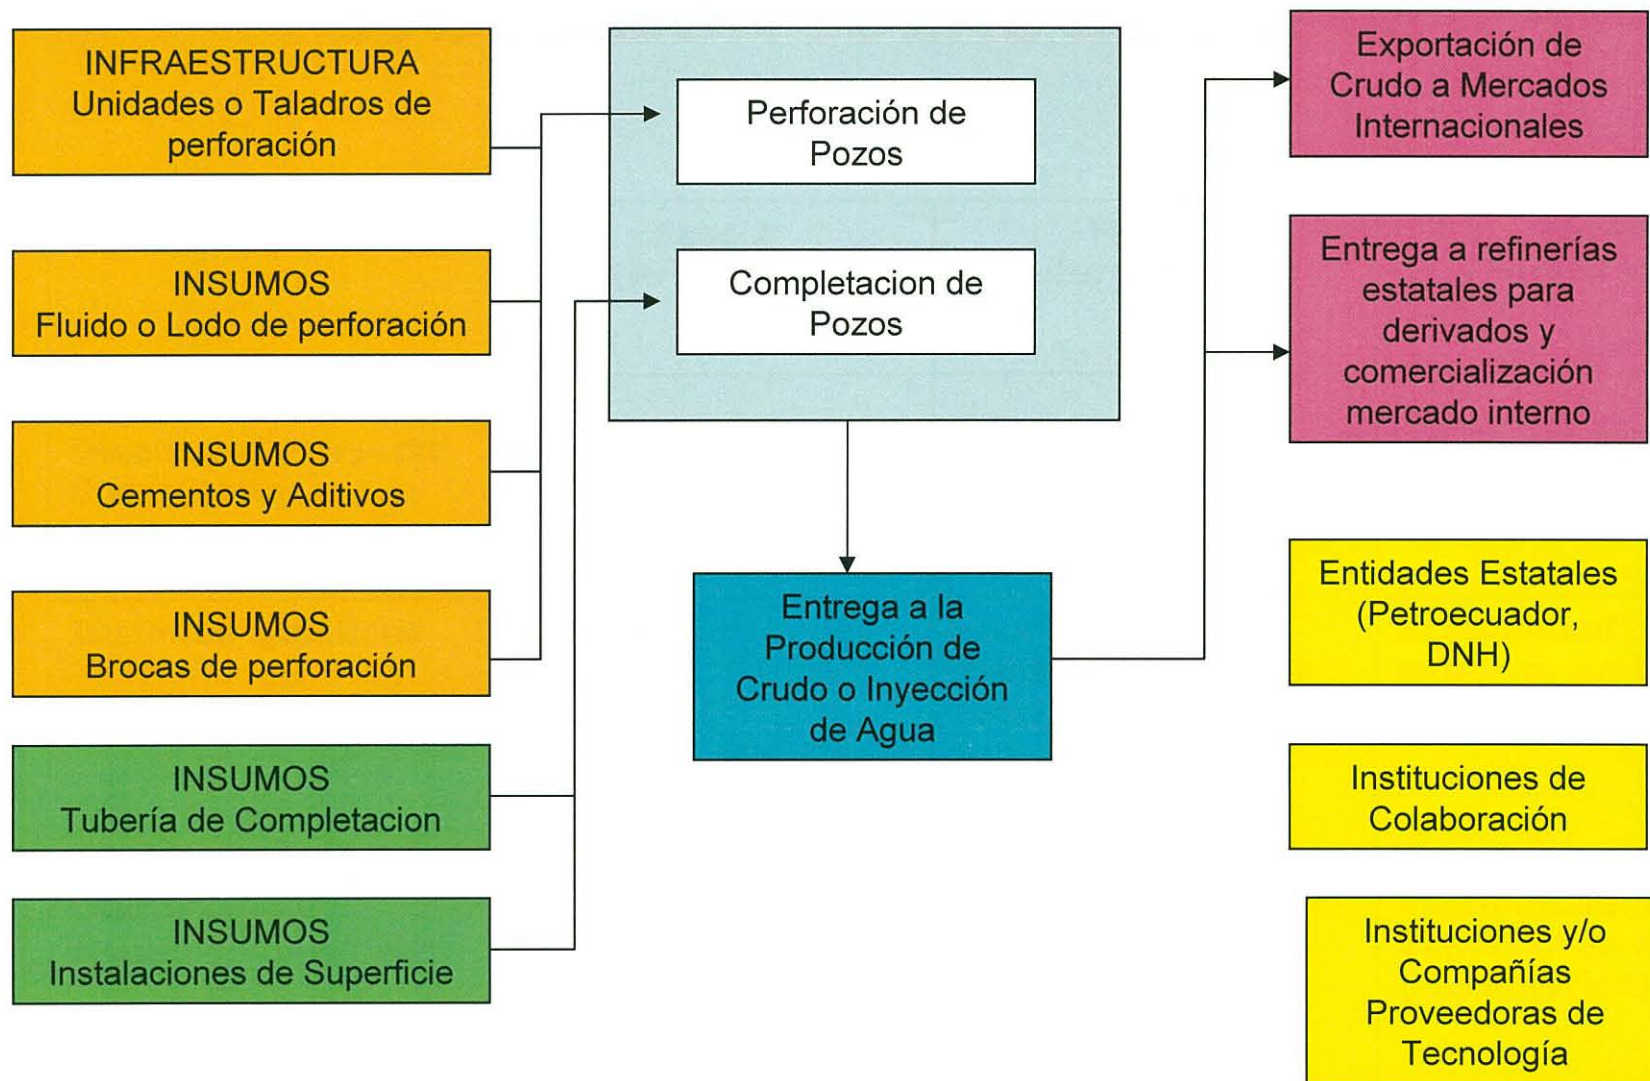 INFRAESTRUCTURA
Unidades o Taladros de
perforación
INSUMOS
Fluido o Lodo de perforación
INSUMOS
Cementos y Aditivos
INSUMOS
Brocas de perforación
INSUMOS
Tubería de Completacion
INSUMOS
Instalaciones de Superficie
Perforación de
Pozos
Completacion de
Pozos
Entrega a la
Producción de
Crudo o Inyección
de Agua
Exportación de
Crudo a Mercados
Internacionales
Entrega a refinerías
estatales para
derivados y
comercialización
mercado interno
Entidades Estatales
(Petroecuador,
DNH)
Instituciones de
Colaboración
Instituciones y/o
Compañías
Proveedoras de
Tecnología